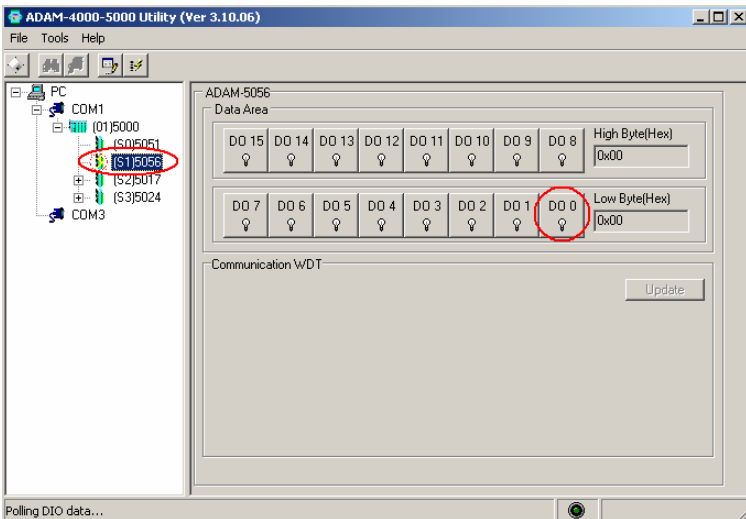 ADAM-4000-5000 Utility (Ver 3.10.06)
File Tools Help
PC
COM1
(01)5000
(S0)5051
(S1)5056
(S2)5017
(S3)5024
COM3
ADAM-5056
Data Area
DO 15 DO 14 DO 13 DO 12 DO 11 DO 10 DO 9 DO 8
High Byte(Hex)
0x00
DO 7 DO 6 DO 5 DO 4 DO 3 DO 2 DO 1 DO 0
Low Byte(Hex)
0x00
Communication WDT
Update
Polling DIO data...